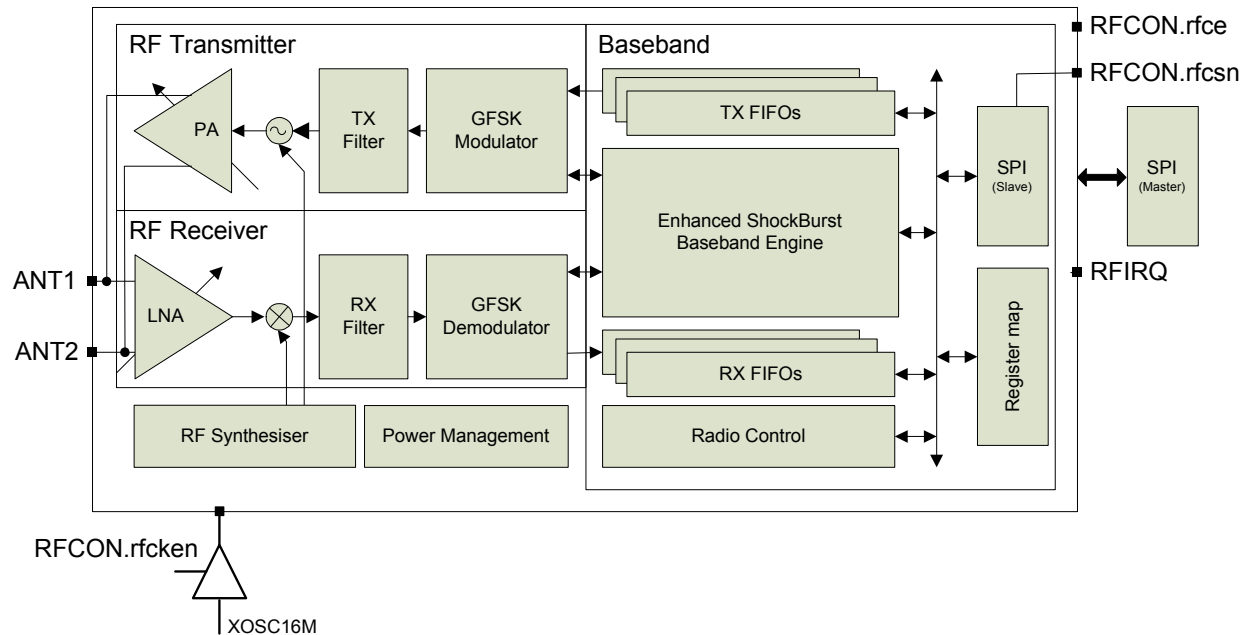 RF Transmitter
Baseband
RFCON.rfce
RFCON.rfcsn
PA
TX
Filter
GFSK
Modulator
TX FIFOs
SPI
(Slave)
SPI
(Master)
Enhanced ShockBurst
Baseband Engine
RF Receiver
ANT1
ANT2
LNA
RX
Filter
GFSK
Demodulator
RFIRQ
RX FIFOs
Register map
RF Synthesiser
Power Management
Radio Control
RFCON.rfcken
XOSC16M